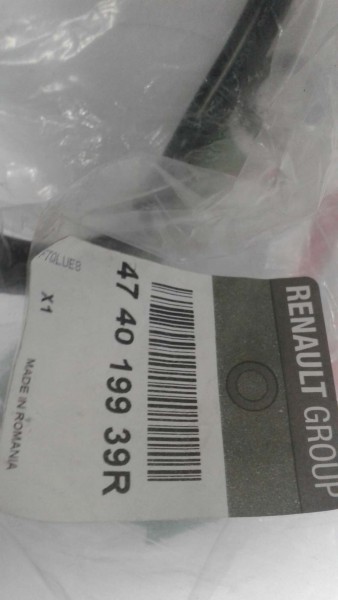 RENAULT GROUP
47 40 199 39R
X1
MADE IN ROMANIA